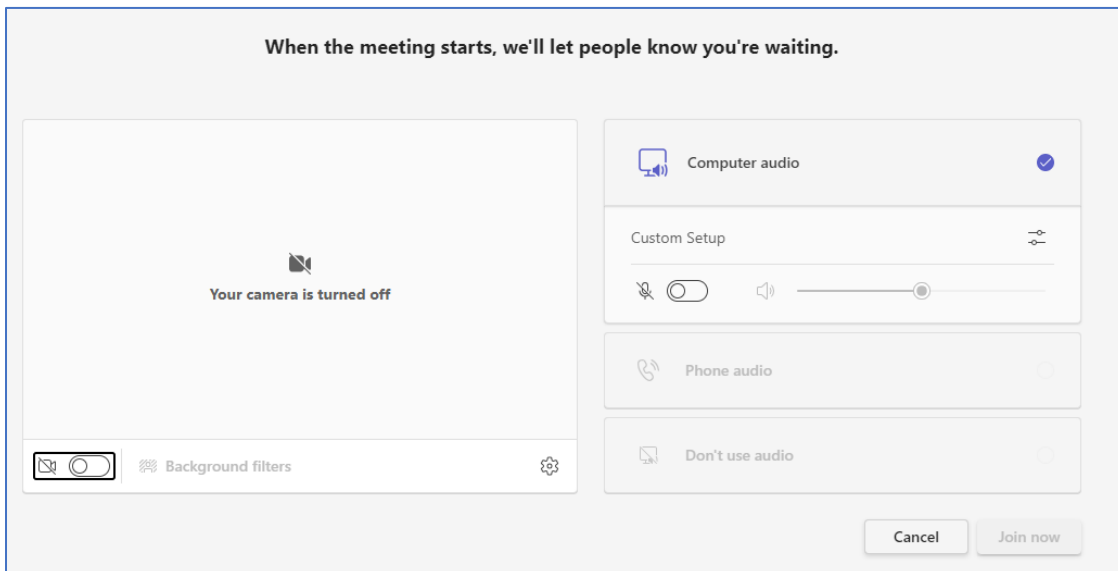 When the meeting starts, we'll let people know you're waiting.
Your camera is turned off
Background filters
Computer audio
Custom Setup
Phone audio
Don't use audio
Cancel
Join now